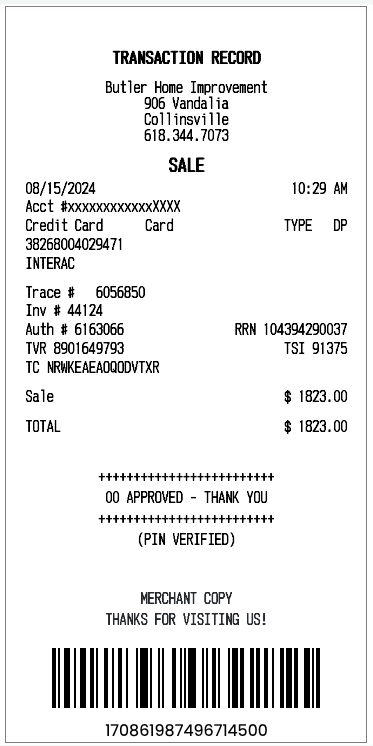 TRANSACTION RECORD
Butler Home Improvement
906 Vandalia
Collinsville
618.344.7073
SALE
08/15/2024 10:29 AM
Acct #xxxxxxxxxxxxXXXX
Credit Card Card TYPE DP
38268004029471
INTERAC
Trace # 6056850
Inv # 44124
Auth # 6163066 RRN 104394290037
TVR 8901649793 TSI 91375
TC NRWKEAEAOQODVTXR
Sale $ 1823.00
TOTAL $ 1823.00
+++++++++++++++++++++++++
00 APPROVED - THANK YOU
+++++++++++++++++++++++++
(PIN VERIFIED)
MERCHANT COPY
THANKS FOR VISITING US!
170861987496714500